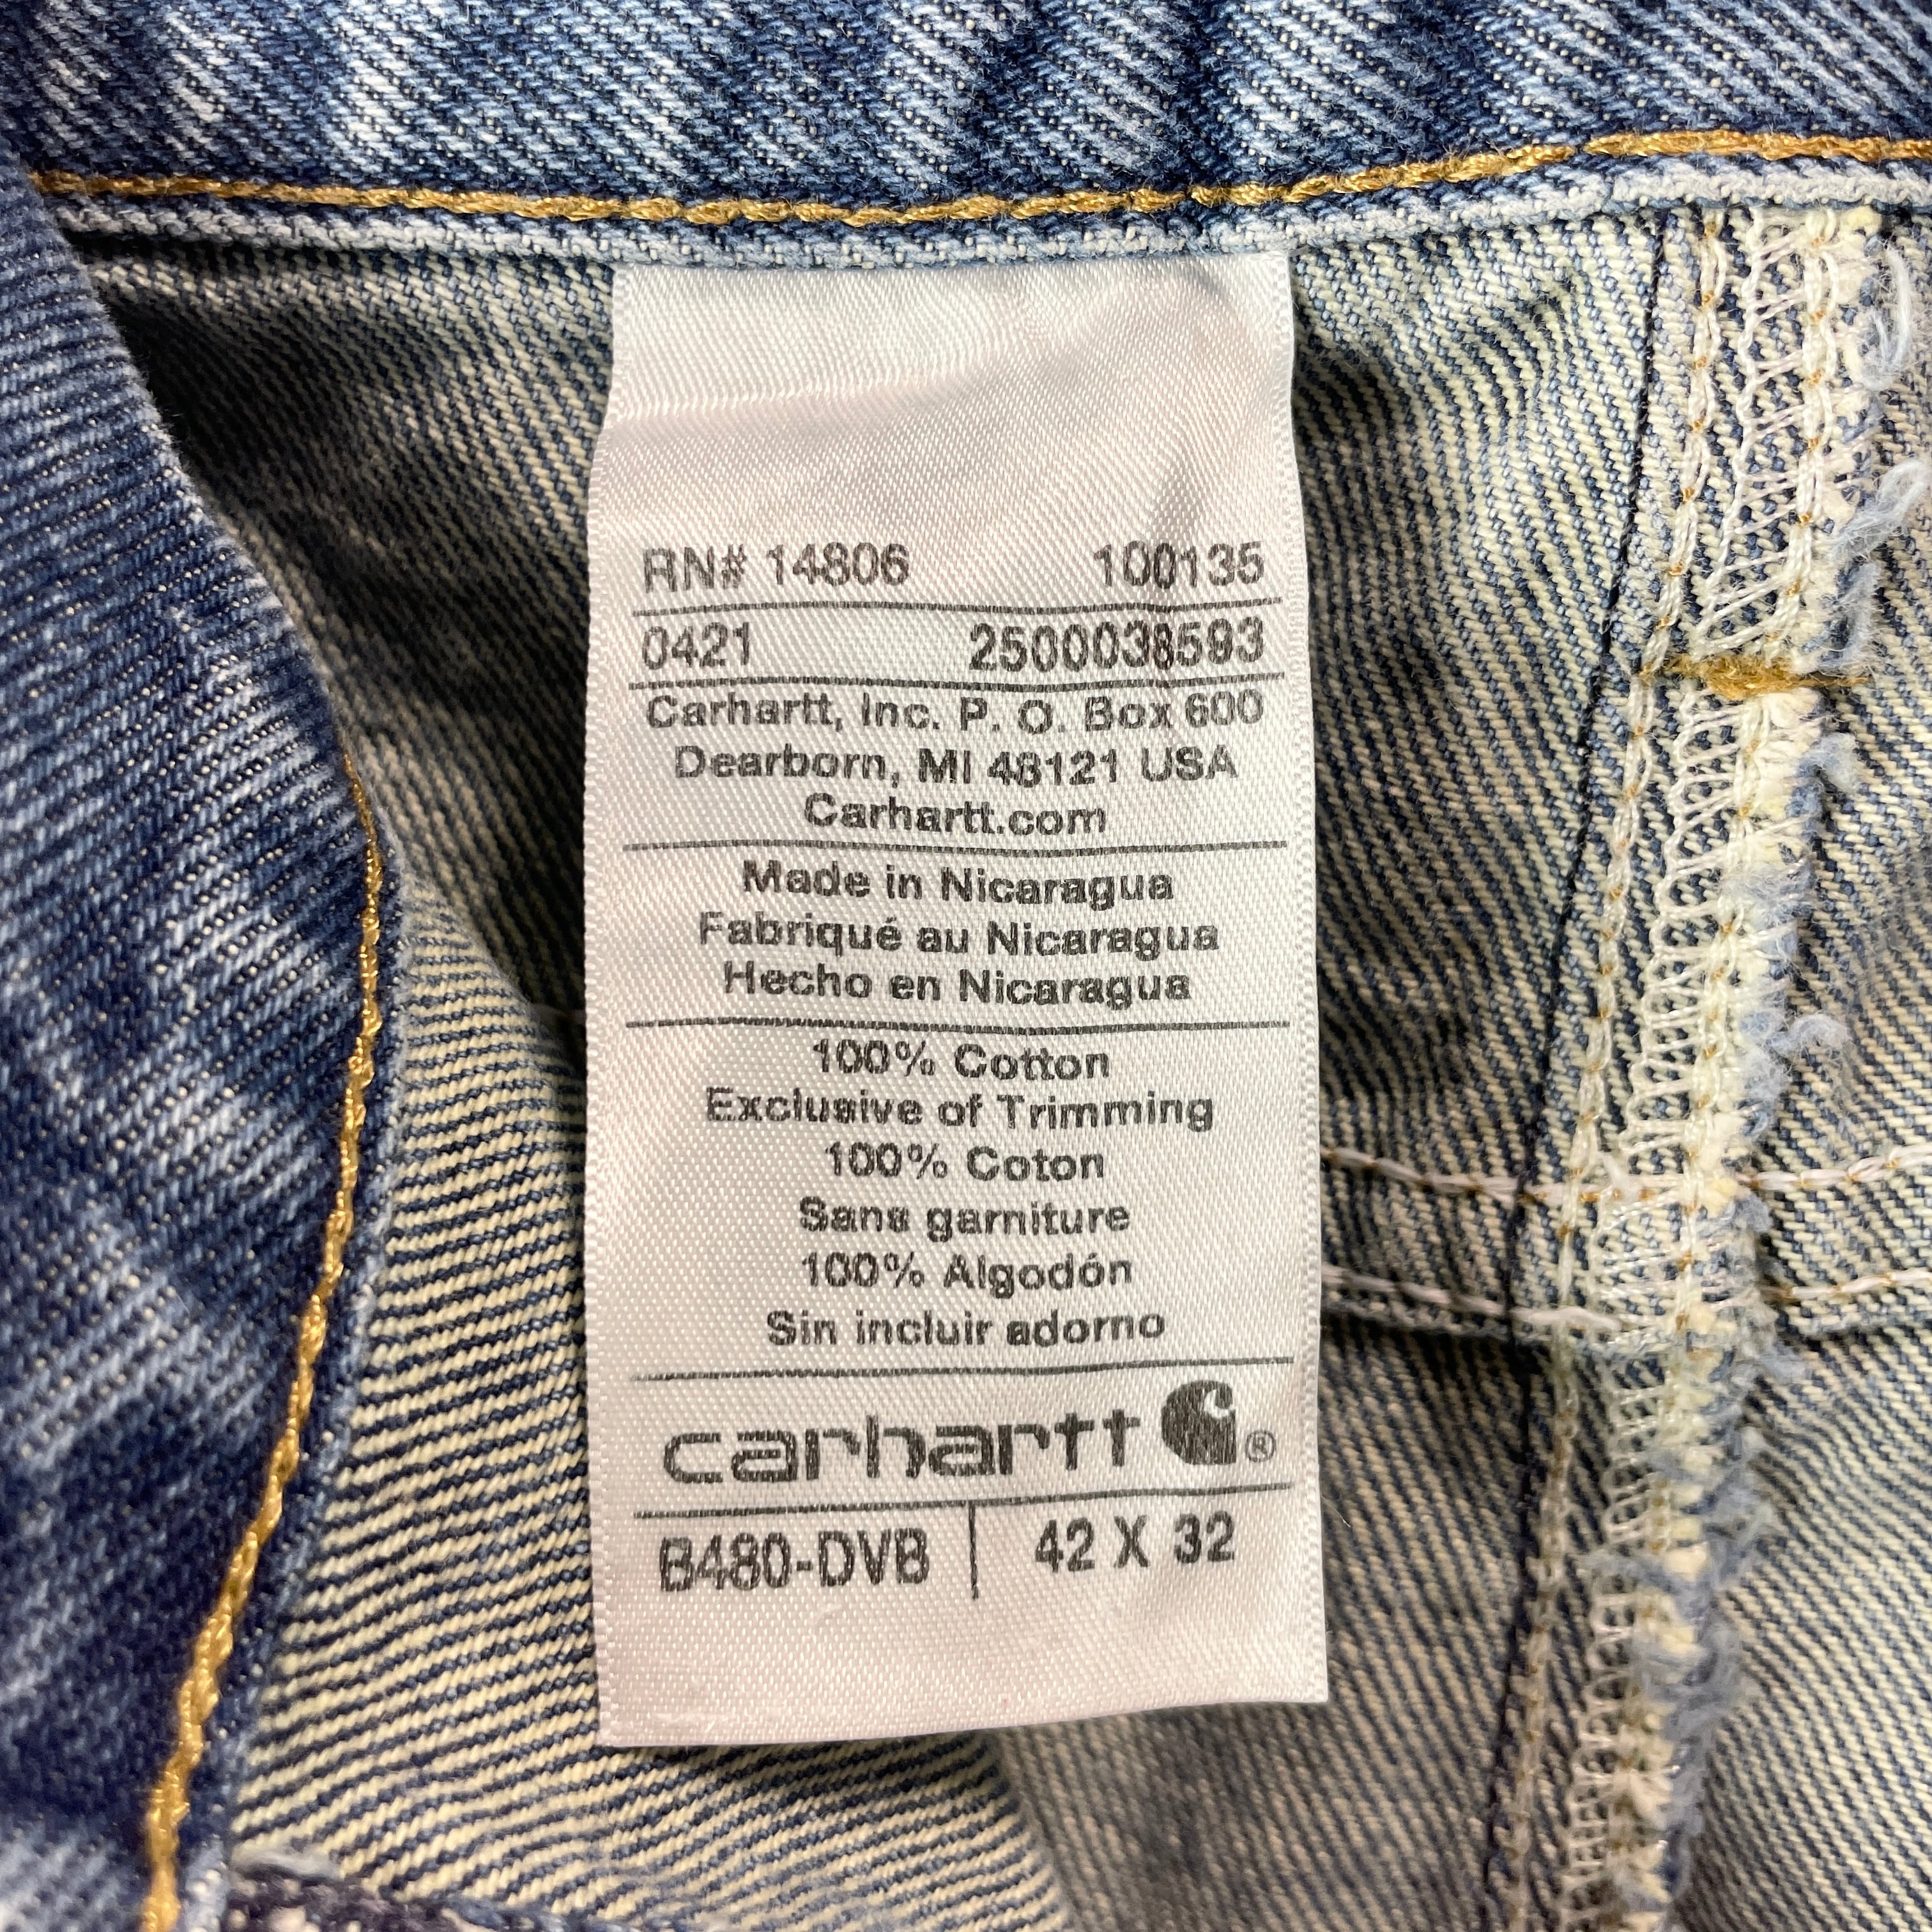 RN# 14806 100135
0421 2500038593
Carhartt, Inc. P. O. Box 600
Dearborn, MI 48121 USA
Carhartt.com
Made in Nicaragua
Fabriqué au Nicaragua
Hecho en Nicaragua
100% Cotton
Exclusive of Trimming
100% Coton
Sans garniture
100% Algodón
Sin incluir adorno
carhartt ®
B480-DVB 42 X 32